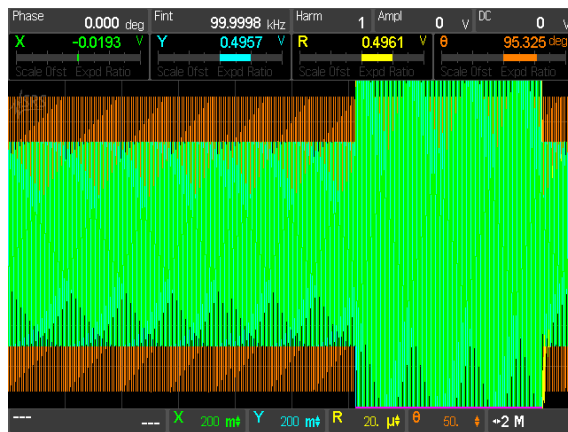 Phase 0.000 deg Fint 99.9998 kHz Harm 1 Ampl 0 V DC 0 V
X -0.0193 V Y 0.4957 V R 0.4961 V θ 95.325 deg
Scale Ofst Expd Ratio Scale Ofst Expd Ratio Scale Ofst Expd Ratio Scale Ofst Expd Ratio
SRS
--- --- X 200 m Y 200 m R 20. μ θ 50. 2 M